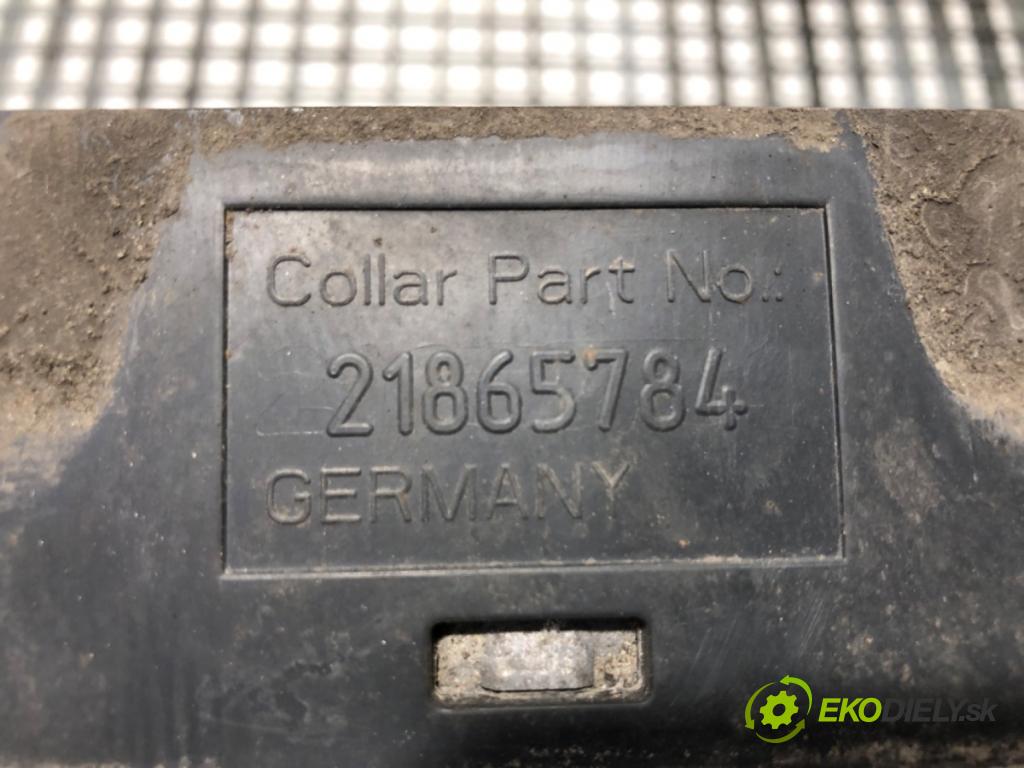 Collar Part No.:
21865784
GERMANY
EKODIELY.sk